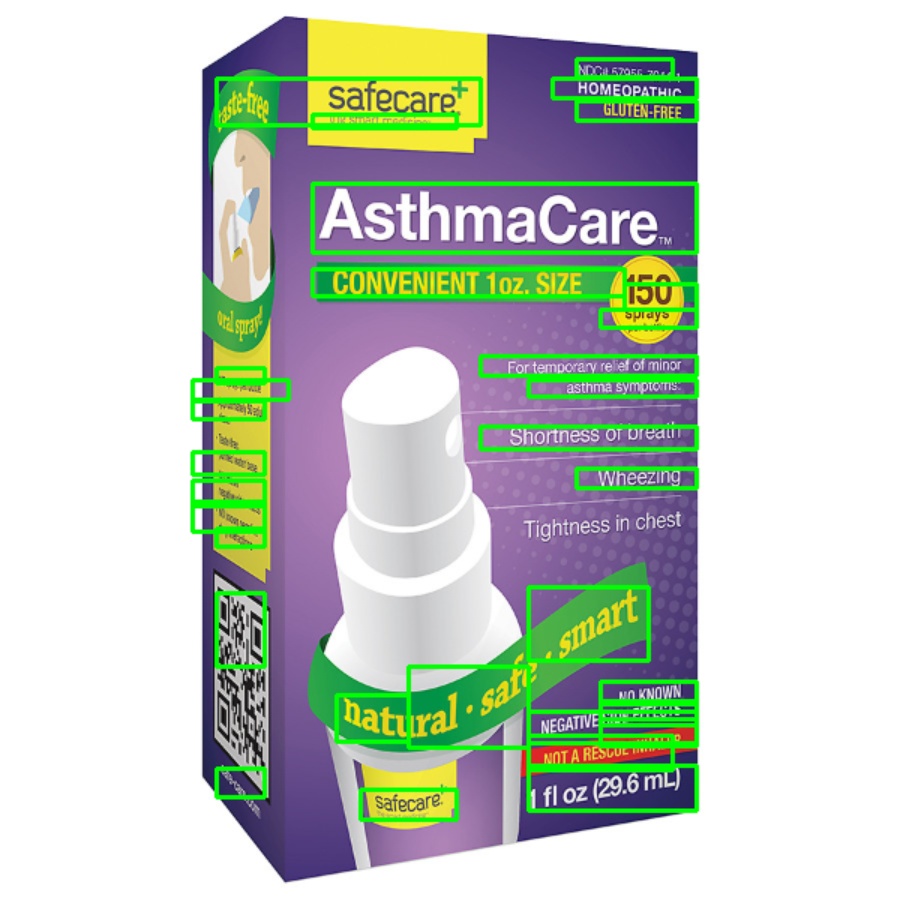 taste-free
oral spray!
safecare
NDC#
HOMEOPATHIC
GLUTEN-FREE
AsthmaCare™
CONVENIENT 1oz. SIZE
150
sprays
For temporary relief of minor
asthma symptoms:
Shortness of breath
Wheezing
Tightness in chest
natural · safe · smart
NO KNOWN
NEGATIVE SIDE EFFECTS
NOT A RESCUE INHALER
1 fl oz (29.6 mL)
safecare